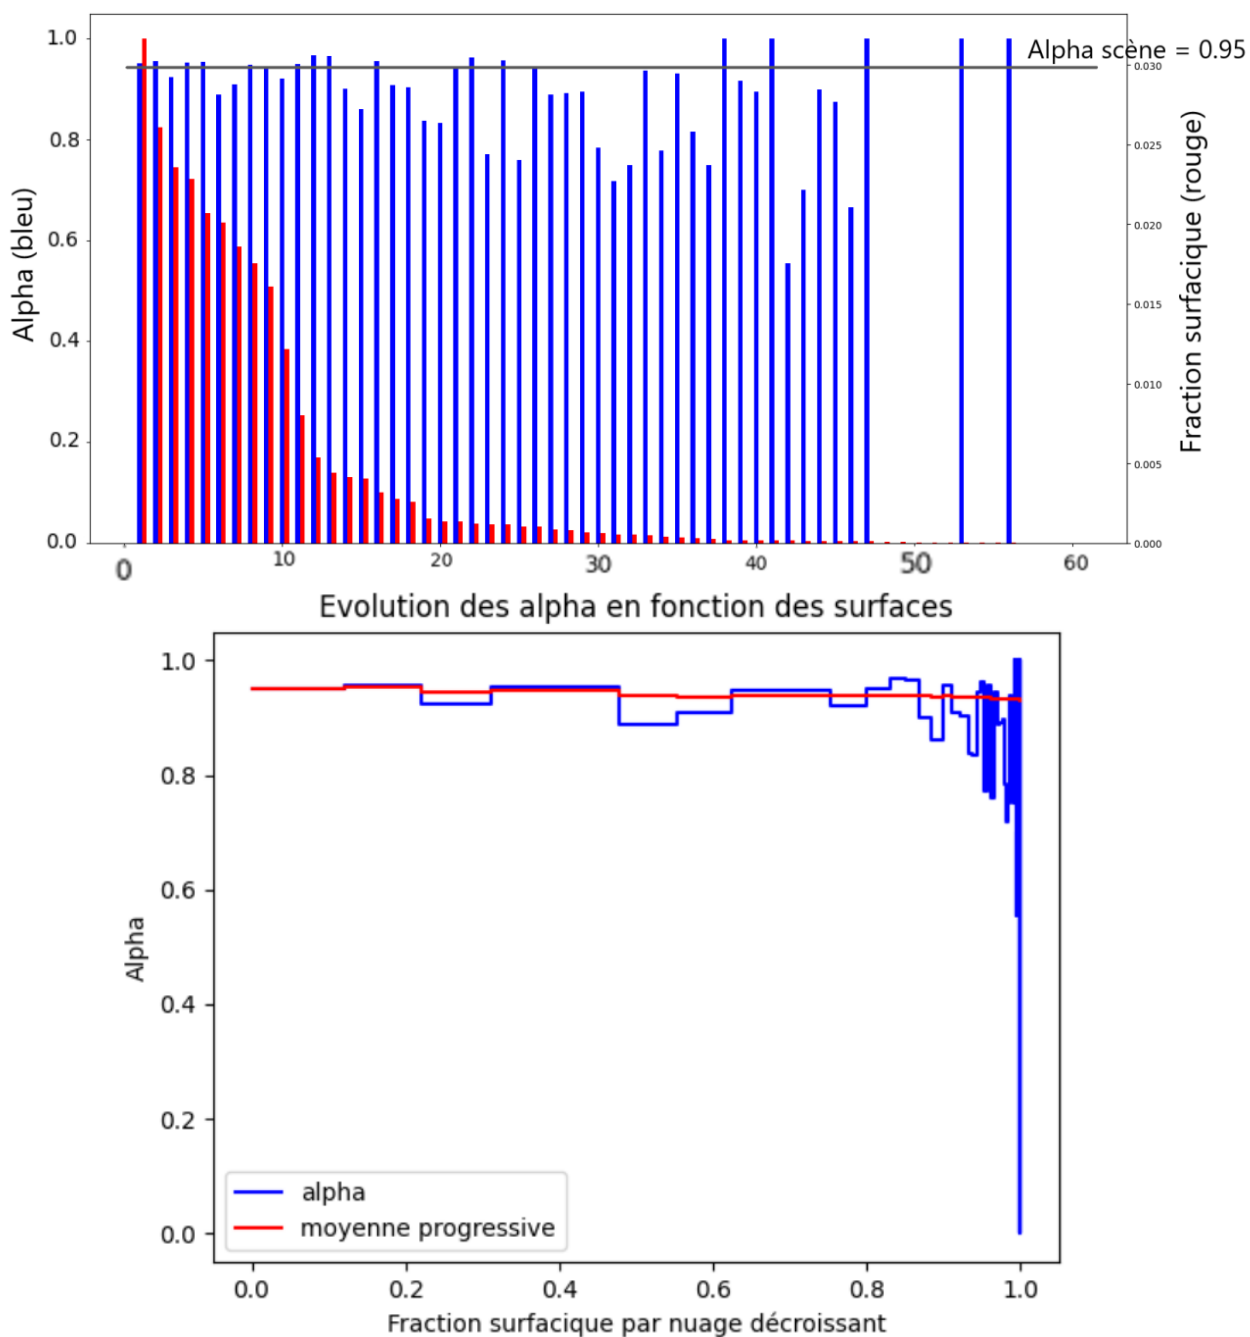 Alpha scène = 0.95
1.0
0.8
0.6
0.4
0.2
0.0
Alpha (bleu)
0.030
0.025
0.020
0.015
0.010
0.005
0.000
Fraction surfacique (rouge)
0 10 20 30 40 50 60
Evolution des alpha en fonction des surfaces
1.0
0.8
0.6
0.4
0.2
0.0
Alpha
alpha
moyenne progressive
0.0 0.2 0.4 0.6 0.8 1.0
Fraction surfacique par nuage décroissant